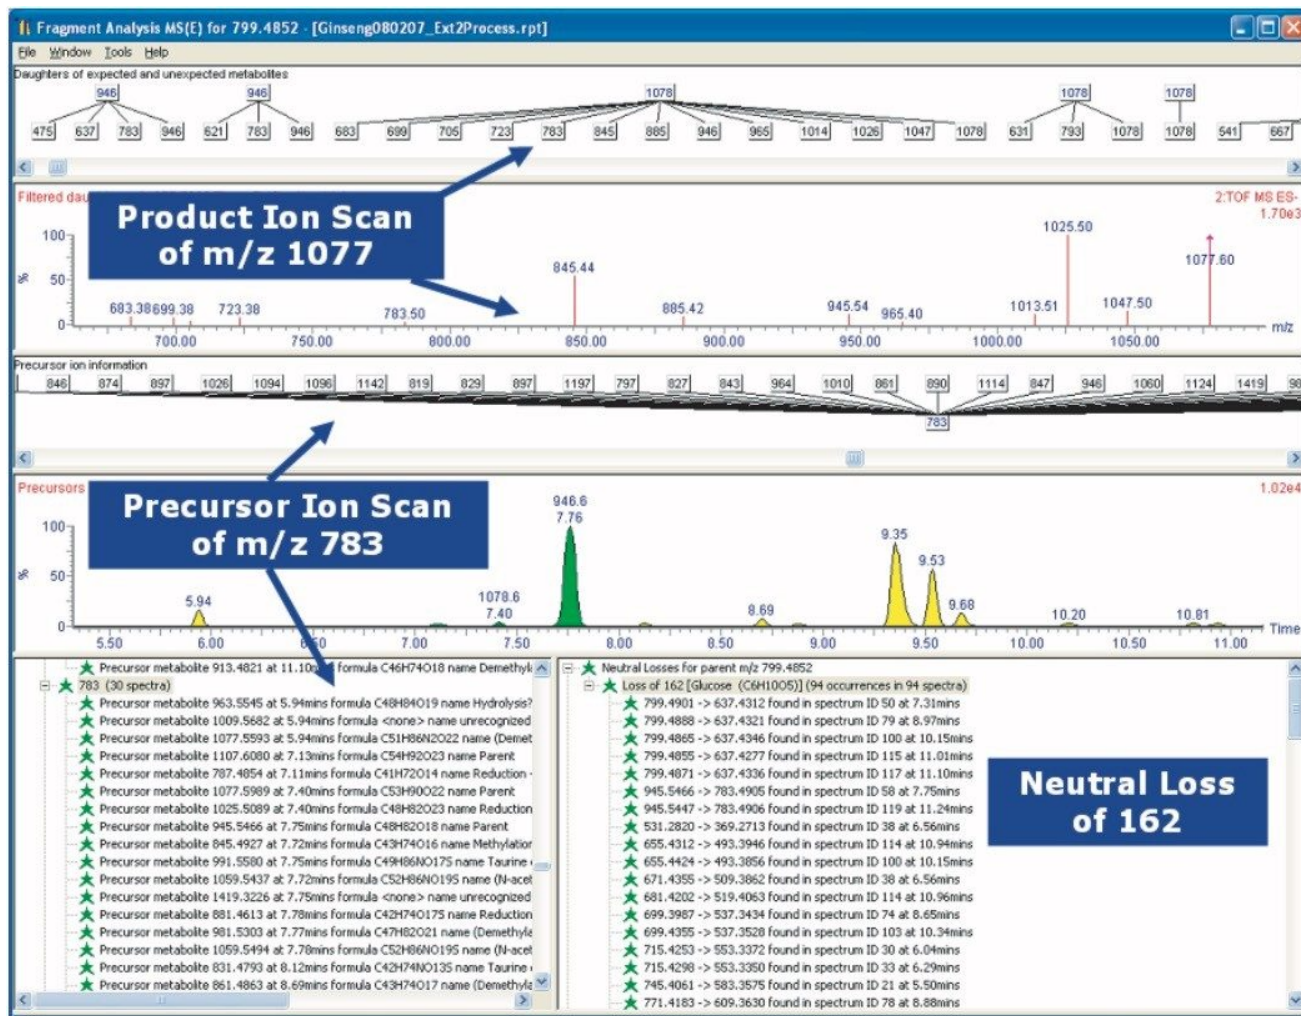 Fragment Analysis MS(E) for 799.4852 - [Ginseng080207_Ext2Process.rpt]
File Window Tools Help
Daughters of expected and unexpected metabolites
946 946 1078 1078 1078
475 637 783 946 621 783 946 683 699 705 723 783 845 885 946 965 1014 1026 1047 1078 631 793 1078 1078 541 667
Filtered dau
2:TOF MS ES-
1.70e3
Product Ion Scan
of m/z 1077
100
%
50
0
683.38 699.38 723.38 783.50 845.44 885.42 945.54 965.40 1013.51 1025.50 1047.50 1077.60
700.00 750.00 800.00 850.00 900.00 950.00 1000.00 1050.00 m/z
Precursor ion information
846 874 897 1026 1094 1096 1142 819 829 897 1197 797 827 843 964 1010 861 890 1114 847 946 1060 1124 1419 98
783
Precursors
1.02e4
Precursor Ion Scan
of m/z 783
100
%
50
0
5.94
1078.6
7.40
946.6
7.76
8.69
9.35
9.53
9.68
10.20
10.81
5.50 6.00 6.50 7.00 7.50 8.00 8.50 9.00 9.50 10.00 10.50 11.00 Time
Precursor metabolite 913.4821 at 11.10 formula C46H74O18 name Demethyl
783 (30 spectra)
Precursor metabolite 963.5545 at 5.94mins formula C48H84O19 name Hydrolysis?
Precursor metabolite 1009.5682 at 5.94mins formula <none> name unrecognized
Precursor metabolite 1077.5593 at 5.94mins formula C51H86N2O22 name (Demet
Precursor metabolite 1107.6080 at 7.13mins formula C54H92O23 name Parent
Precursor metabolite 787.4854 at 7.11mins formula C41H72O14 name Reduction -
Precursor metabolite 1077.5989 at 7.40mins formula C53H90O22 name Parent
Precursor metabolite 1025.5089 at 7.40mins formula C48H82O23 name Reduction
Precursor metabolite 945.5466 at 7.75mins formula C48H82O18 name Parent
Precursor metabolite 845.4927 at 7.72mins formula C43H74O16 name Methylation
Precursor metabolite 991.5580 at 7.75mins formula C49H86NO17S name Taurine
Precursor metabolite 1059.5437 at 7.72mins formula C52H86NO19S name (N-acet
Precursor metabolite 1419.3226 at 7.75mins formula <none> name unrecognized
Precursor metabolite 881.4613 at 7.78mins formula C42H74O17S name Reduction
Precursor metabolite 981.5303 at 7.77mins formula C47H82O21 name (Demethyla
Precursor metabolite 1059.5494 at 7.78mins formula C52H86NO19S name (N-acet
Precursor metabolite 831.4793 at 8.12mins formula C42H74NO13S name Taurine
Precursor metabolite 861.4863 at 8.69mins formula C43H74O17 name (Demethyla
Neutral Losses for parent m/z 799.4852
Loss of 162 [Glucose (C6H10O5)] (94 occurrences in 94 spectra)
799.4901 -> 637.4312 found in spectrum ID 50 at 7.31mins
799.4888 -> 637.4321 found in spectrum ID 79 at 8.97mins
799.4865 -> 637.4346 found in spectrum ID 100 at 10.15mins
799.4855 -> 637.4277 found in spectrum ID 115 at 11.01mins
799.4871 -> 637.4336 found in spectrum ID 117 at 11.10mins
945.5466 -> 783.4905 found in spectrum ID 58 at 7.75mins
945.5447 -> 783.4906 found in spectrum ID 119 at 11.24mins
531.2820 -> 369.2713 found in spectrum ID 38 at 6.56mins
655.4312 -> 493.3946 found in spectrum ID 114 at 10.94mins
655.4424 -> 493.3856 found in spectrum ID 100 at 10.15mins
671.4355 -> 509.3862 found in spectrum ID 38 at 6.56mins
681.4202 -> 519.4063 found in spectrum ID 114 at 10.96mins
699.3987 -> 537.3434 found in spectrum ID 74 at 8.65mins
699.4355 -> 537.3528 found in spectrum ID 103 at 10.34mins
715.4253 -> 553.3372 found in spectrum ID 30 at 6.04mins
715.4298 -> 553.3350 found in spectrum ID 33 at 6.29mins
745.4061 -> 583.3575 found in spectrum ID 21 at 5.50mins
771.4183 -> 609.3630 found in spectrum ID 78 at 8.88mins
Neutral Loss
of 162